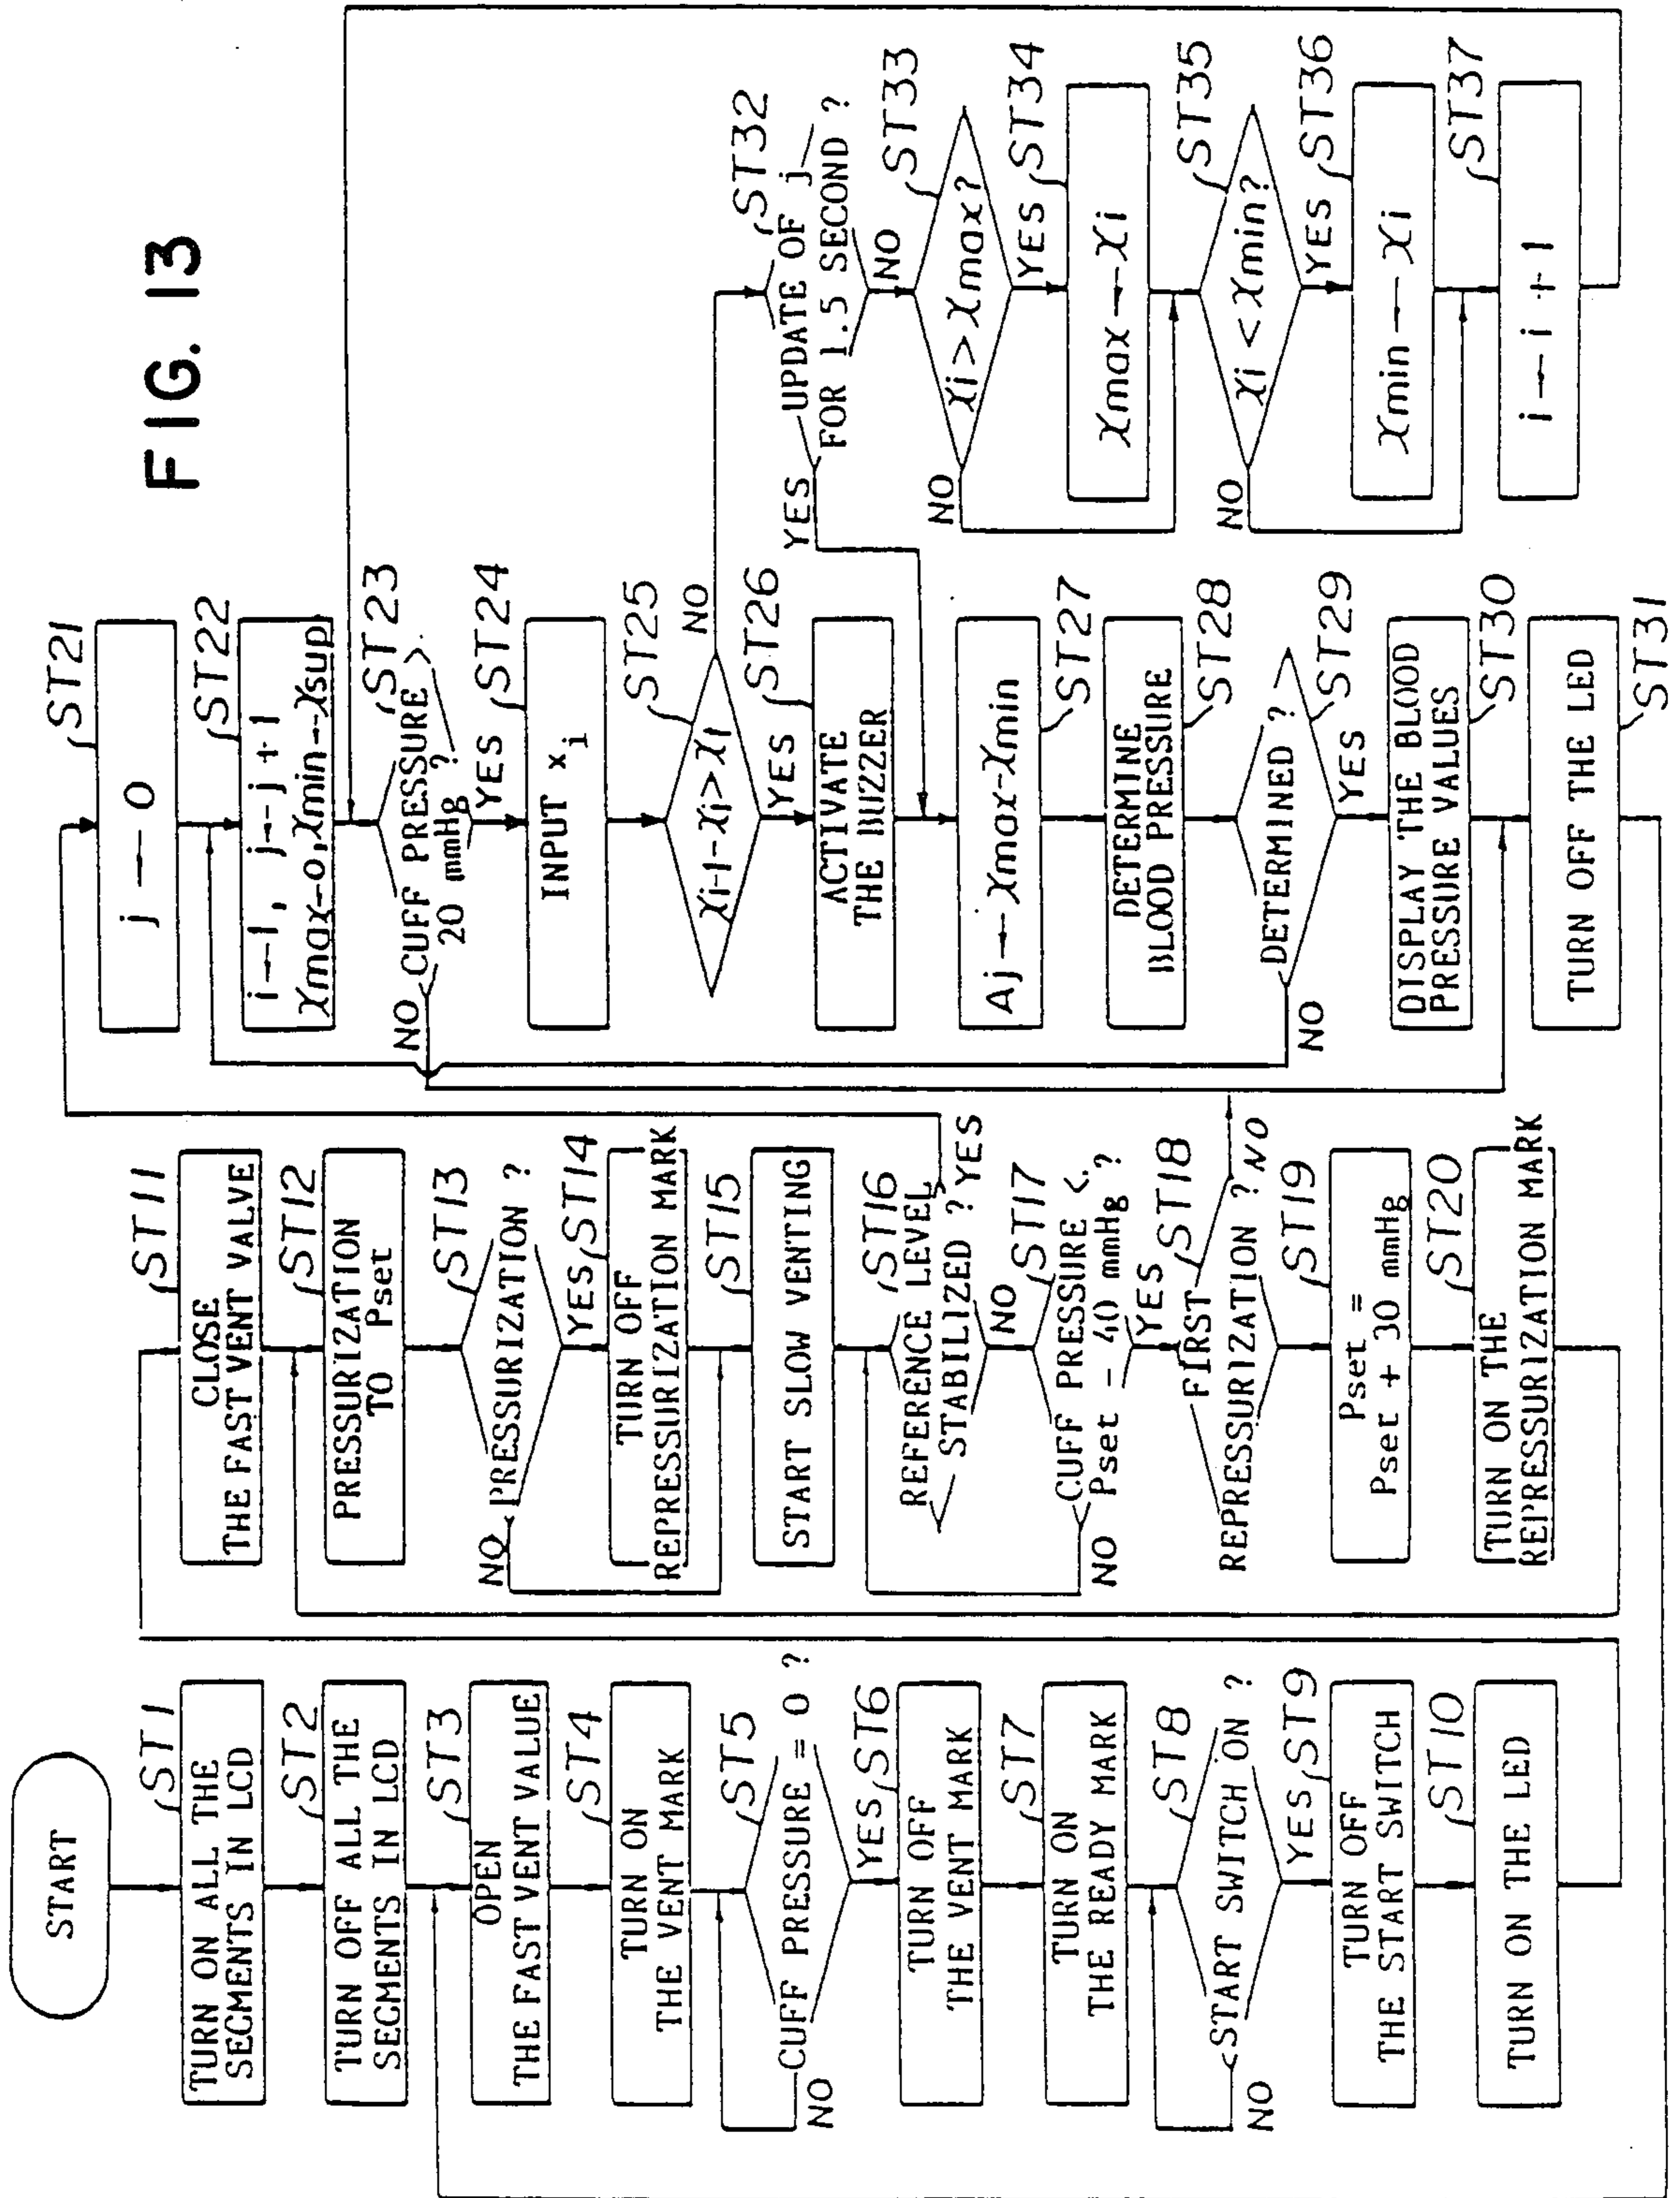 FIG. 13
START
ST1
TURN ON ALL THE
SEGMENTS IN LCD
ST2
TURN OFF ALL THE
SEGMENTS IN LCD
ST3
OPEN
THE FAST VENT VALUE
ST4
TURN ON
THE VENT MARK
ST5
CUFF PRESSURE = 0 ?
NO
YES
ST6
TURN OFF
THE VENT MARK
ST7
TURN ON
THE READY MARK
ST8
START SWITCH ON ?
NO
YES
ST9
TURN OFF
THE START SWITCH
ST10
TURN ON THE LED
ST11
CLOSE
THE FAST VENT VALVE
ST12
PRESSURIZATION
TO Pset
ST13
PRESSURIZATION ?
NO
YES
ST14
TURN OFF
REPRESSURIZATION MARK
ST15
START SLOW VENTING
ST16
REFERENCE LEVEL
STABILIZED ?
YES
NO
ST17
CUFF PRESSURE <
Pset - 40 mmHg ?
NO
YES
ST18
FIRST
REPRESSURIZATION ?
NO
ST19
Pset =
Pset + 30 mmHg
ST20
TURN ON THE
REPRESSURIZATION MARK
ST21
j ← 0
ST22
i ← 1, j ← j + 1
Xmax ← 0, Xmin ← Xsup
ST23
CUFF PRESSURE >
20 mmHg ?
NO
YES
ST24
INPUT xi
ST25
Xi-1 - Xi > Xt
NO
YES
ST26
ACTIVATE
THE BUZZER
Aj ← Xmax - Xmin
ST27
DETERMINE
BLOOD PRESSURE
ST28
DETERMINED ?
ST29
NO
YES
DISPLAY THE BLOOD
PRESSURE VALUES
ST30
TURN OFF THE LED
ST31
ST32
UPDATE OF j
FOR 1.5 SECOND ?
YES
NO
ST33
Xi > Xmax ?
NO
YES
ST34
Xmax ← Xi
ST35
Xi < Xmin ?
NO
YES
ST36
Xmin ← Xi
ST37
i ← i + 1